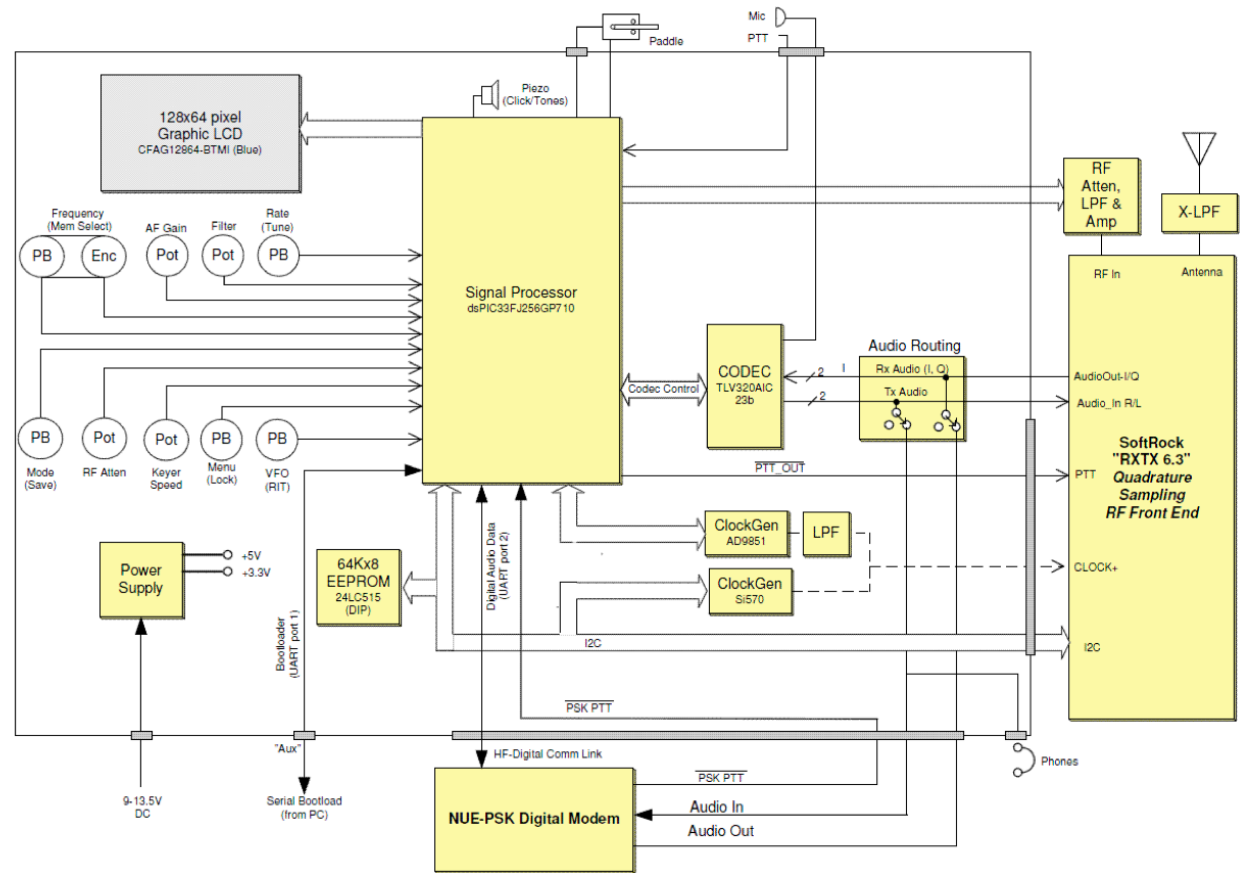 Mic
PTT
Paddle
Piezo
(Click/Tones)
128x64 pixel
Graphic LCD
CFAG12864-BTMI (Blue)
RF
Atten,
LPF &
Amp
X-LPF
Frequency
(Mem Select)
AF Gain
Filter
Rate
(Tune)
PB
Enc
Pot
Pot
PB
RF In
Antenna
Signal Processor
dsPIC33FJ256GP710
Audio Routing
CODEC
TLV320AIC
23b
Codec Control
2
I
Rx Audio (I, Q)
AudioOut-I/Q
2
Tx Audio
Audio_In R/L
PB
Pot
Pot
PB
PB
Mode
(Save)
RF Atten
Keyer
Speed
Menu
(Lock)
VFO
(RIT)
SoftRock
"RXTX 6.3"
Quadrature
Sampling
RF Front End
PTT_OUT
PTT
ClockGen
AD9851
LPF
Power
Supply
+5V
+3.3V
64Kx8
EEPROM
24LC515
(DIP)
Digital Audio Data
(UART port 2)
ClockGen
Si570
CLOCK+
Bootloader
(UART port 1)
I2C
I2C
PSK PTT
"Aux"
HF-Digital Comm Link
Phones
9-13.5V
DC
Serial Bootload
(from PC)
NUE-PSK Digital Modem
PSK PTT
Audio In
Audio Out